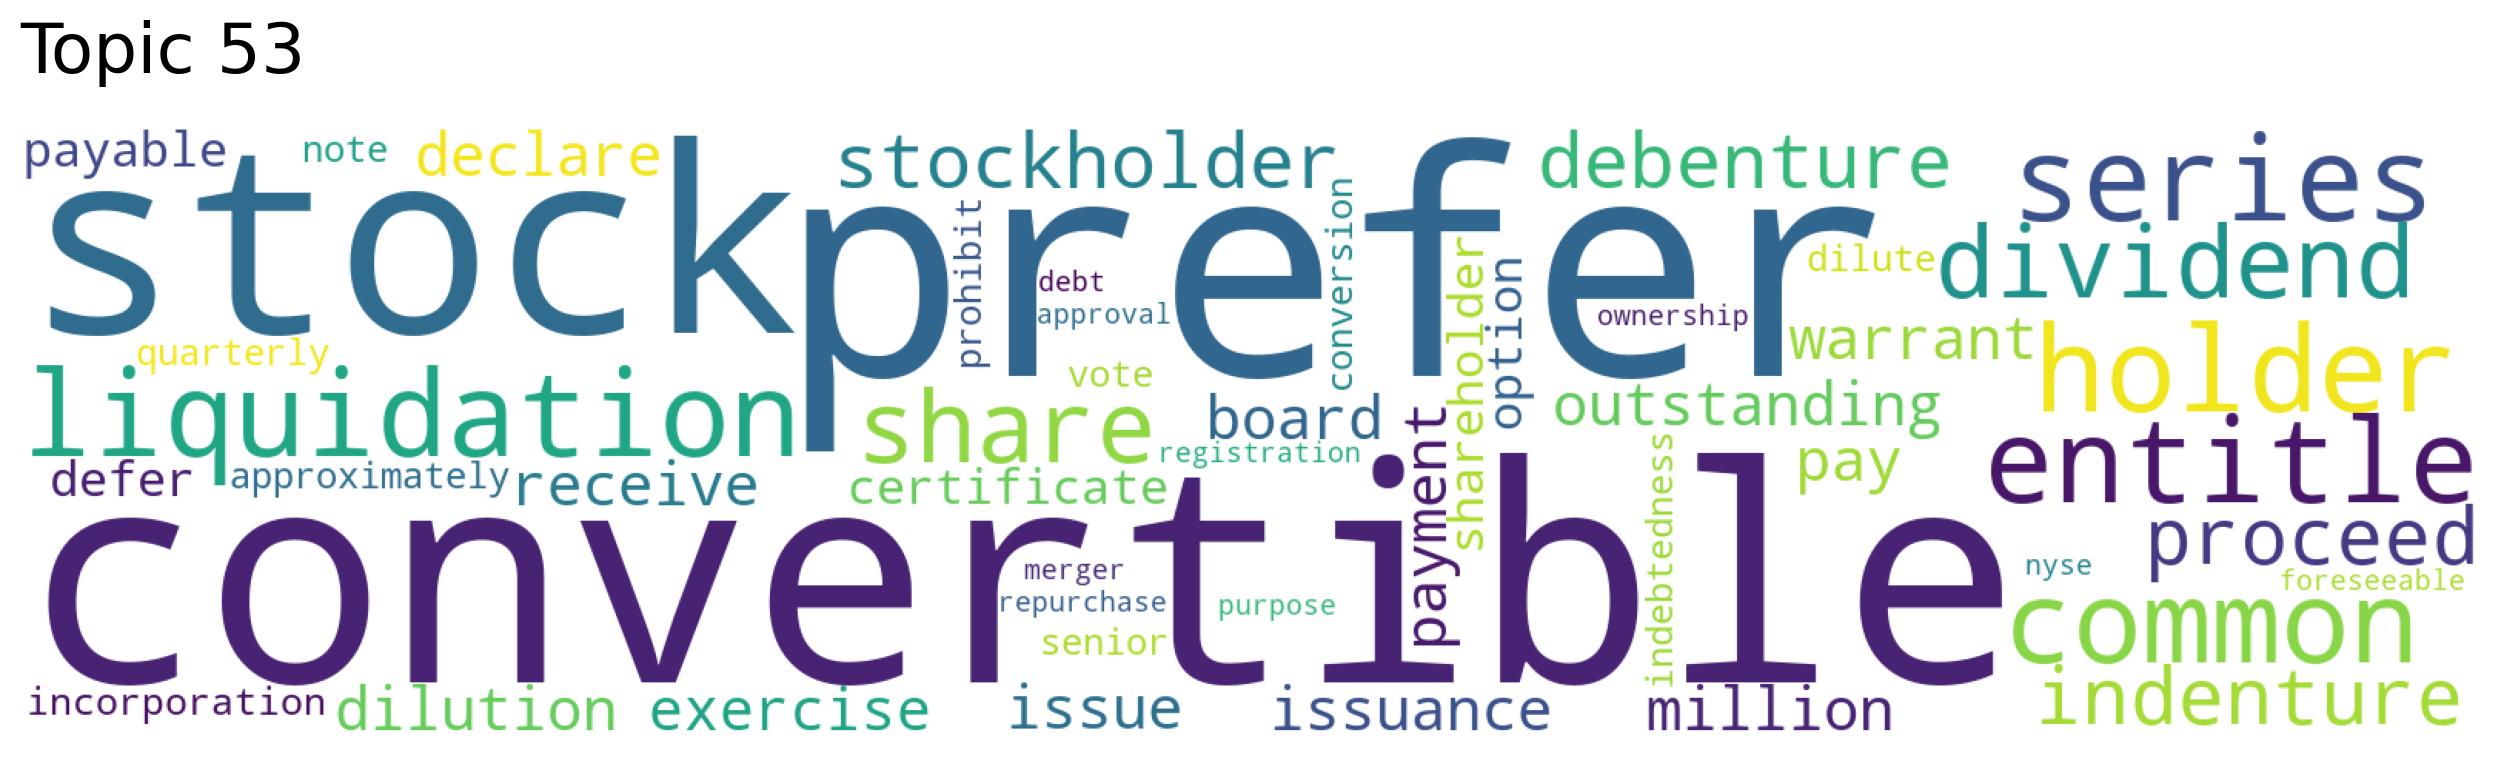 Topic 53
payable note declare stockholder debenture series
stock prefer
prohibit conversion
debt dilute dividend
approval ownership
shareholder option
quarterly vote warrant holder
liquidation share board outstanding
registration
defer approximately receive certificate payment pay entitle
convertible
indebtedness
proceed
merger nyse
repurchase purpose foreseeable
senior common
incorporation dilution exercise issue issuance million indenture